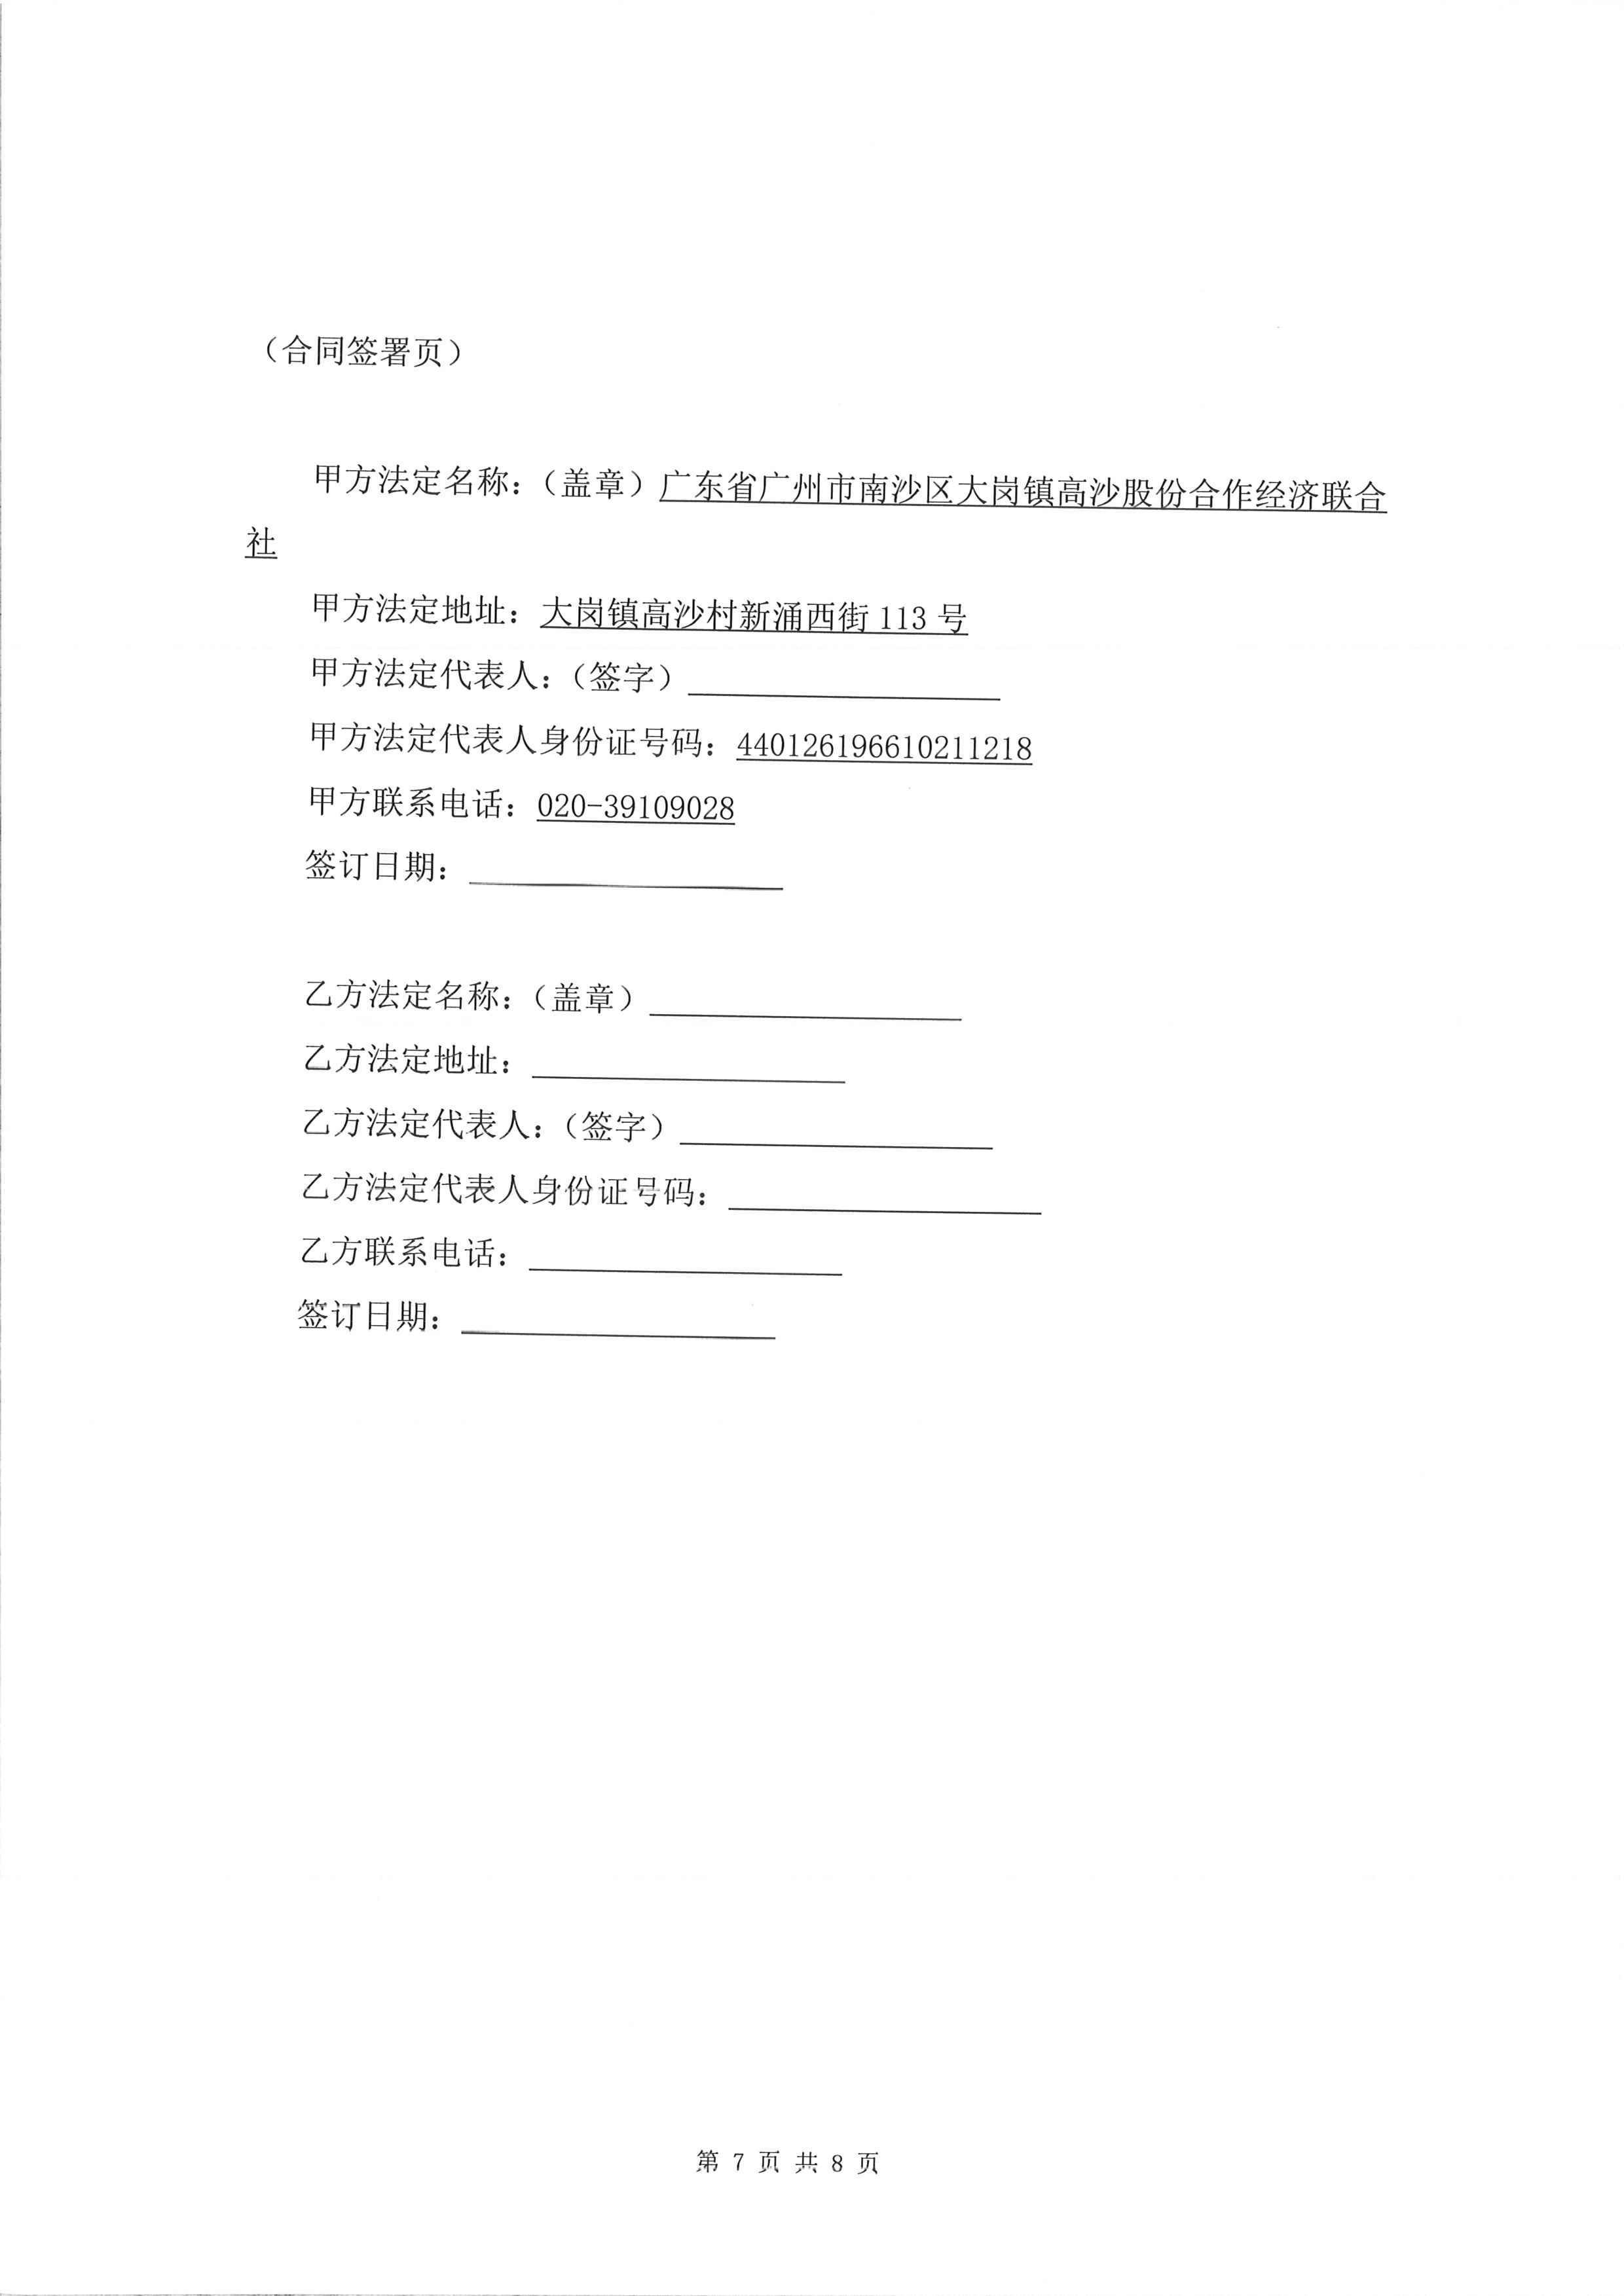 （合同签署页）
甲方法定名称：（盖章）广东省广州市南沙区大岗镇高沙股份合作经济联合
社
甲方法定地址：大岗镇高沙村新涌西街 113 号
甲方法定代表人：（签字）
甲方法定代表人身份证号码：440126196610211218
甲方联系电话：020-39109028
签订日期：
乙方法定名称：（盖章）
乙方法定地址：
乙方法定代表人：（签字）
乙方法定代表人身份证号码：
乙方联系电话：
签订日期：
第 7 页 共 8 页